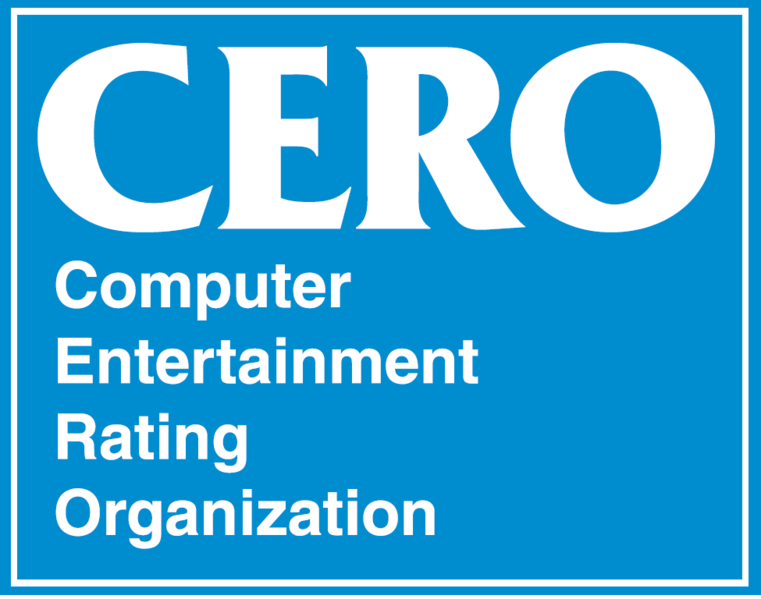 CERO
Computer
Entertainment
Rating
Organization